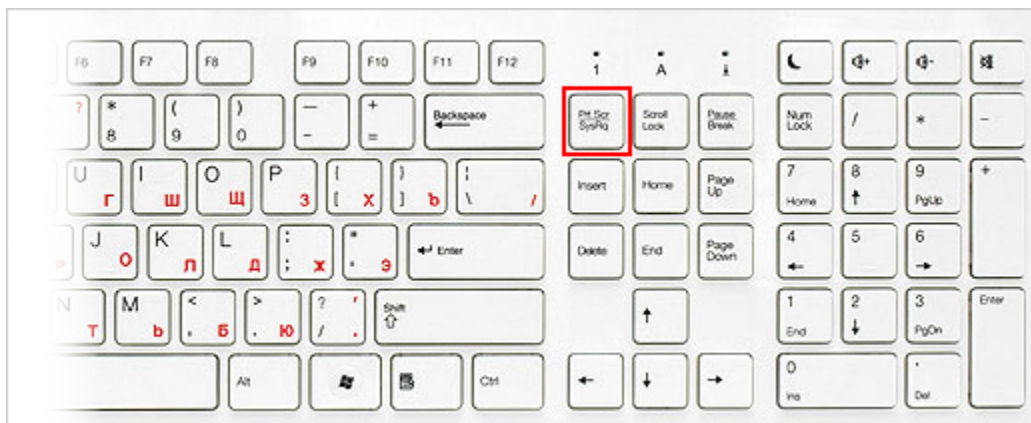 F6 F7 F8 F9 F10 F11 F12 1 A
? * 8 ( 9 ) 0 — - + = Backspace Prt Scr SysRq Scroll Lock Pause Break Num Lock / * -
U Г I Ш O Щ P З { [ Х } ] Ъ ¦ \ / Insert Home Page Up 7 Home 8 ↑ 9 PgUp +
Р J О K Л L Д : ; Ж " ' Э ↵ Enter Delete End Page Down 4 ← 5 6 →
N Т M Ь < , Б > . Ю ? / ' . Shift ⇧ ↑ 1 End 2 ↓ 3 PgDn Enter
Alt Ctrl ← ↓ → 0 Ins . Del